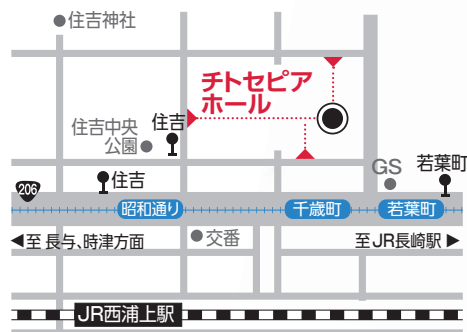 住吉神社
チトセピア
ホール
住吉中央
公園
住吉
GS
若葉町
206
住吉
昭和通り
千歳町
若葉町
◀至 長与、時津方面
交番
至JR長崎駅▶
JR西浦上駅